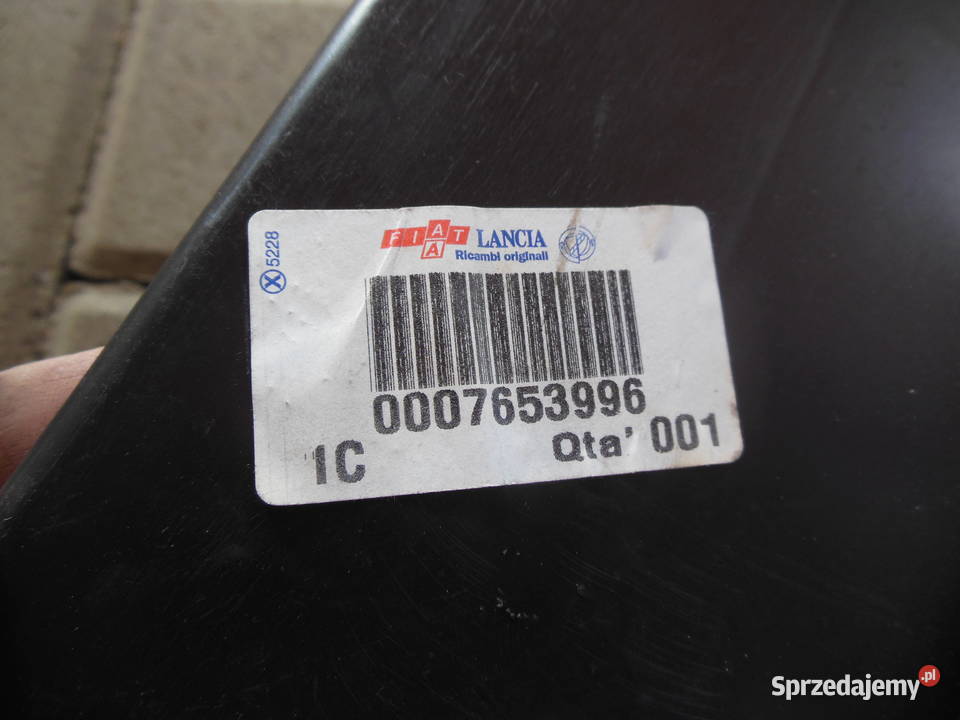 5228
FIAT LANCIA
Ricambi originali
0007653996
1C
Qta' 001
Sprzedajemy.pl